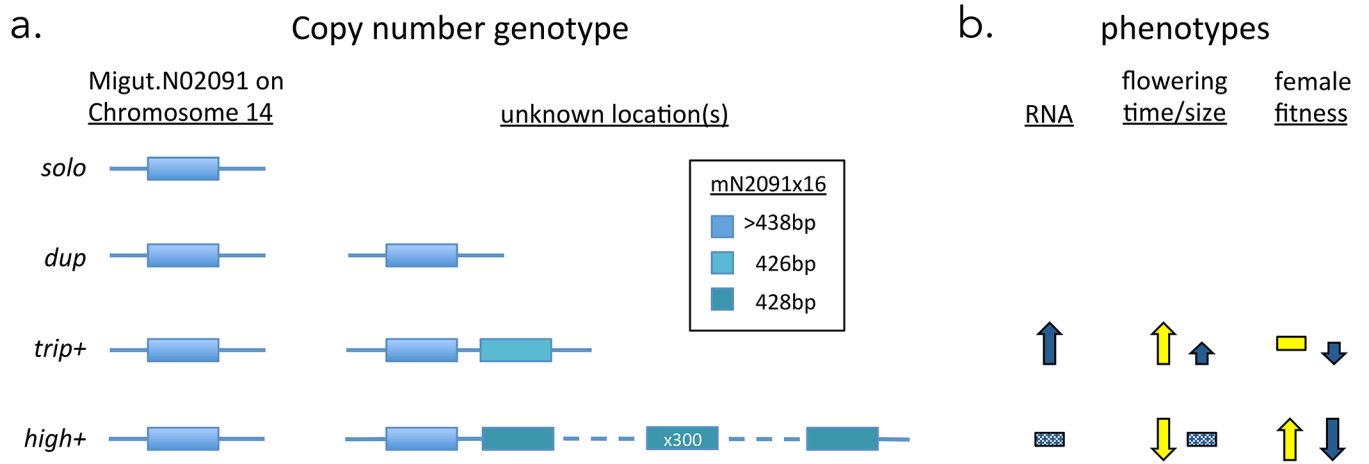 a.
Copy number genotype
b.
phenotypes
Migut.N02091 on
Chromosome 14
unknown location(s)
RNA
flowering
time/size
female
fitness
solo
mN2091x16
>438bp
426bp
428bp
dup
trip+
high+
x300